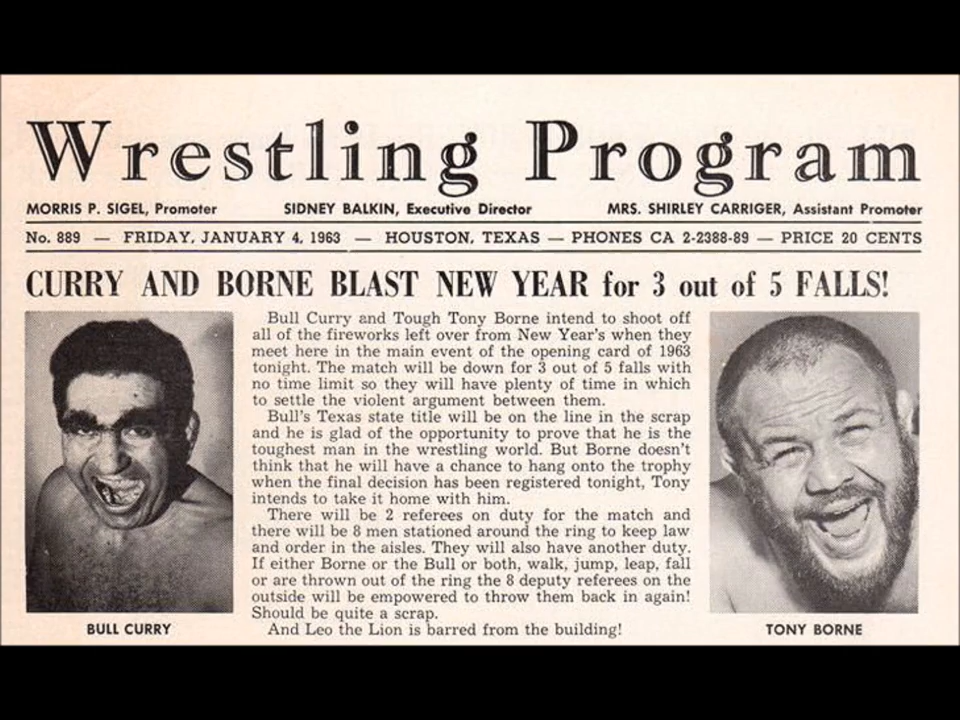 Wrestling Program
MORRIS P. SIGEL, Promoter SIDNEY BALKIN, Executive Director MRS. SHIRLEY CARRIGER, Assistant Promoter
No. 889 — FRIDAY, JANUARY 4, 1963 — HOUSTON, TEXAS — PHONES CA 2-2388-89 — PRICE 20 CENTS
CURRY AND BORNE BLAST NEW YEAR for 3 out of 5 FALLS!
Bull Curry and Tough Tony Borne intend to shoot off
all of the fireworks left over from New Year's when they
meet here in the main event of the opening card of 1963
tonight. The match will be down for 3 out of 5 falls with
no time limit so they will have plenty of time in which
to settle the violent argument between them.
Bull's Texas state title will be on the line in the scrap
and he is glad of the opportunity to prove that he is the
toughest man in the wrestling world. But Borne doesn't
think that he will have a chance to hang onto the trophy
when the final decision has been registered tonight, Tony
intends to take it home with him.
There will be 2 referees on duty for the match and
there will be 8 men stationed around the ring to keep law
and order in the aisles. They will also have another duty.
If either Borne or the Bull or both, walk, jump, leap, fall
or are thrown out of the ring the 8 deputy referees on the
outside will be empowered to throw them back in again!
Should be quite a scrap.
And Leo the Lion is barred from the building!
BULL CURRY
TONY BORNE